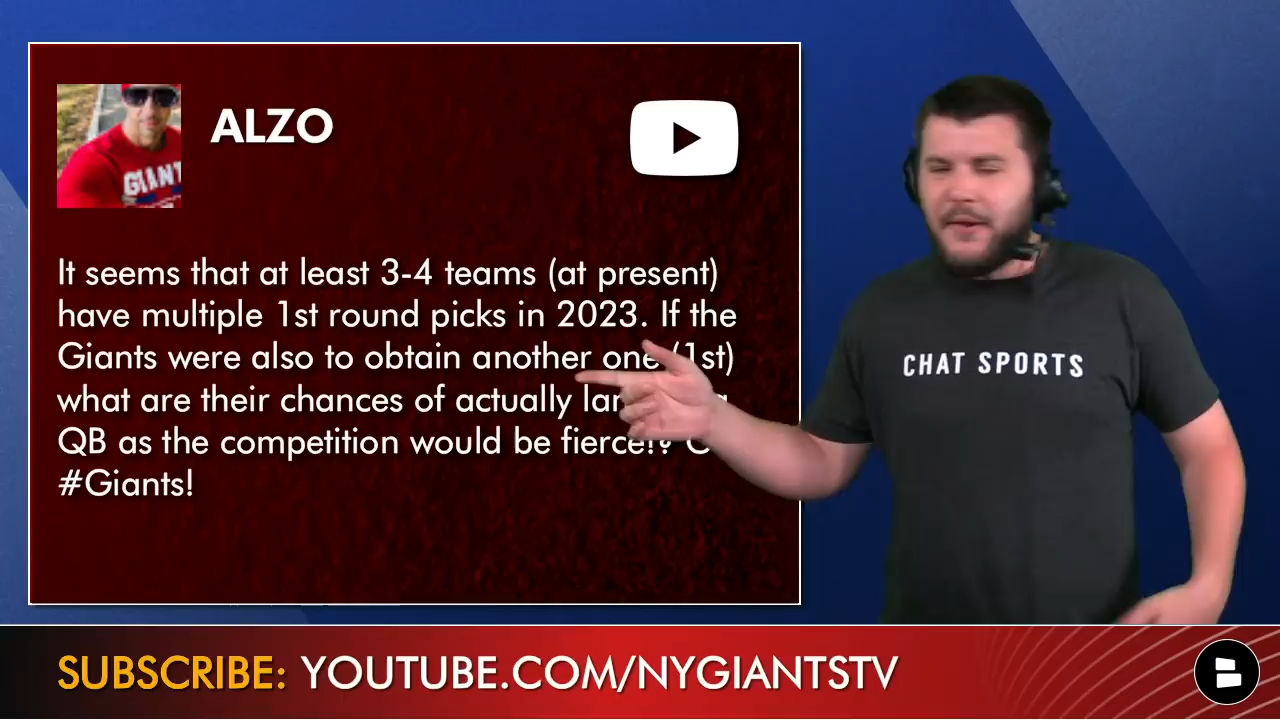 ALZO
GIANT
It seems that at least 3-4 teams (at present)
have multiple 1st round picks in 2023. If the
Giants were also to obtain another one (1st)
what are their chances of actually
QB as the competition would be fierce!?
#Giants!
CHAT SPORTS
SUBSCRIBE: YOUTUBE.COM/NYGIANTSTV